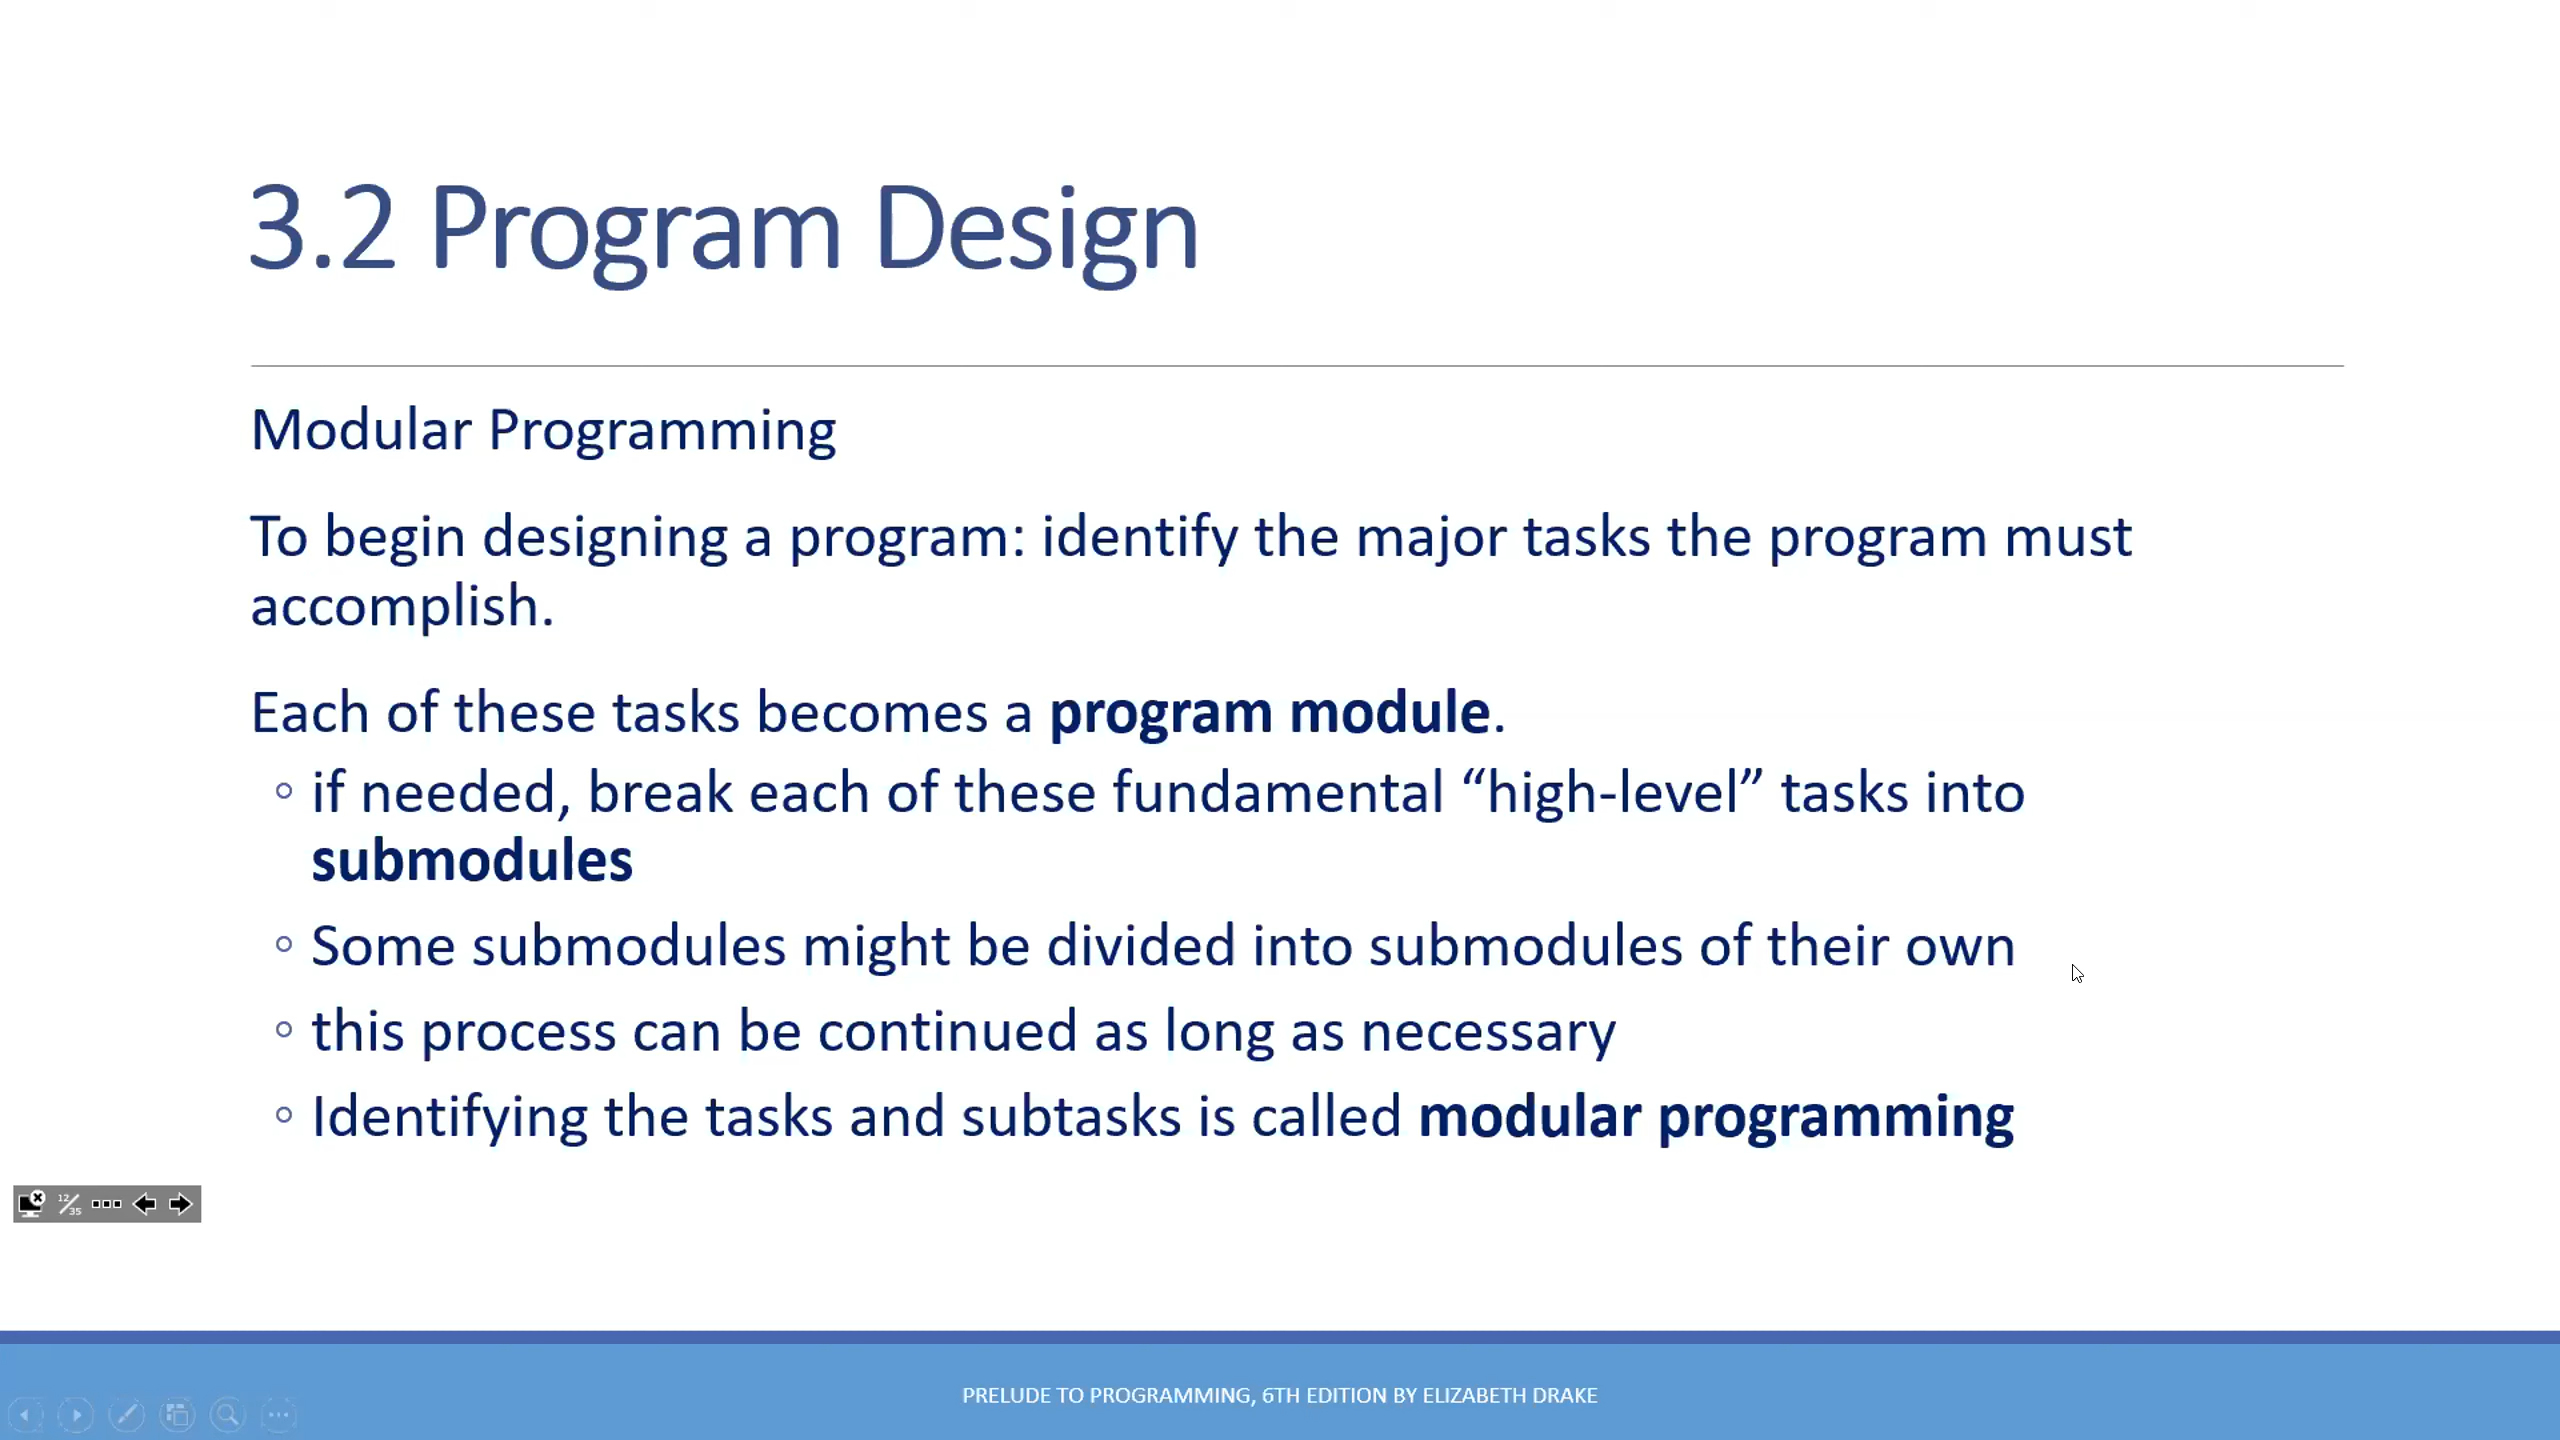 3.2 Program Design
Modular Programming
To begin designing a program: identify the major tasks the program must
accomplish.
Each of these tasks becomes a program module.
◦ if needed, break each of these fundamental “high-level” tasks into
submodules
◦ Some submodules might be divided into submodules of their own
◦ this process can be continued as long as necessary
◦ Identifying the tasks and subtasks is called modular programming
12/35
PRELUDE TO PROGRAMMING, 6TH EDITION BY ELIZABETH DRAKE